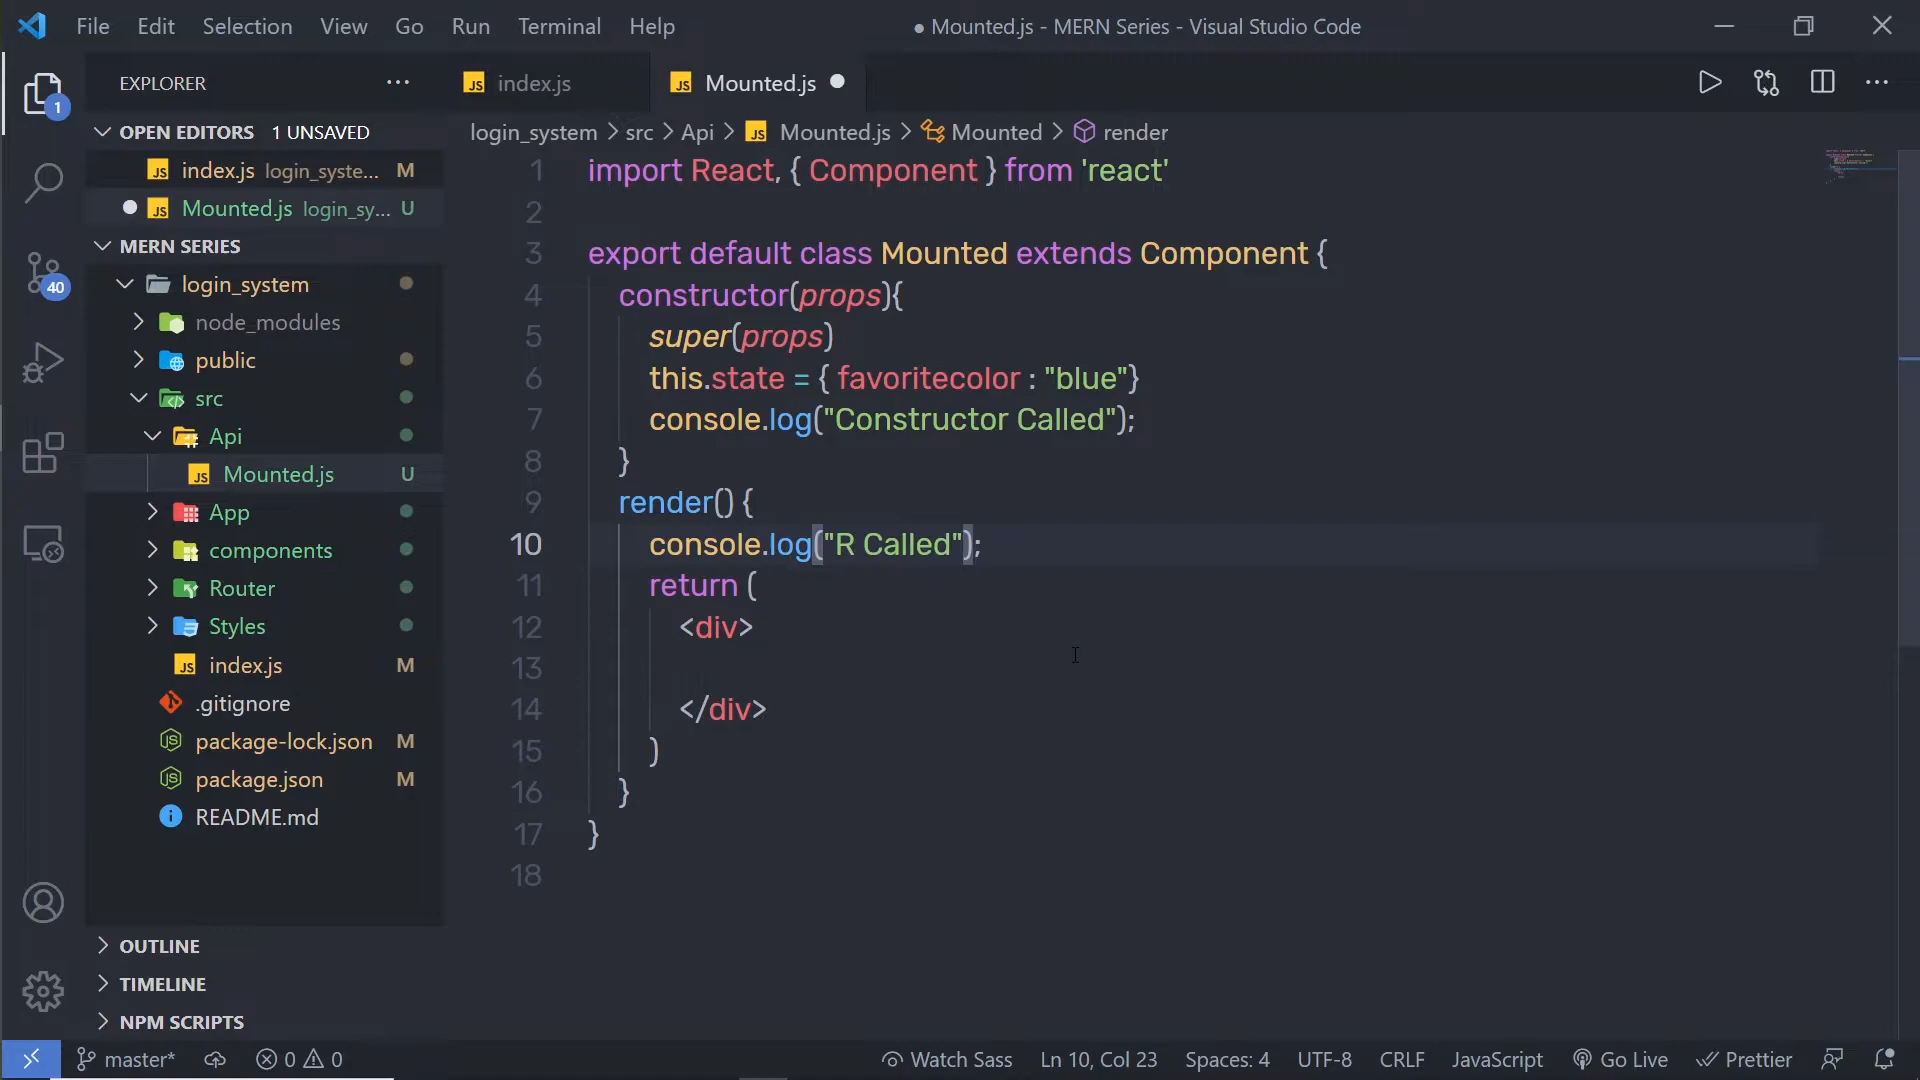 File Edit Selection View Go Run Terminal Help ● Mounted.js - MERN Series - Visual Studio Code
EXPLORER ···
index.js
Mounted.js
OPEN EDITORS 1 UNSAVED
index.js login_syste... M
Mounted.js login_sy... U
MERN SERIES
login_system
node_modules
public
src
Api
Mounted.js U
App
components
Router
Styles
index.js M
.gitignore
package-lock.json M
package.json M
README.md
OUTLINE
TIMELINE
NPM SCRIPTS
1
40
login_system > src > Api > JS Mounted.js > Mounted > render
1 import React, { Component } from 'react'
2
3 export default class Mounted extends Component {
4 constructor(props){
5 super(props)
6 this.state = { favoritecolor : "blue"}
7 console.log("Constructor Called");
8 }
9 render() {
10 console.log("R Called");
11 return (
12 <div>
13
14 </div>
15 )
16 }
17 }
18
master* 0 0 Watch Sass Ln 10, Col 23 Spaces: 4 UTF-8 CRLF JavaScript Go Live Prettier